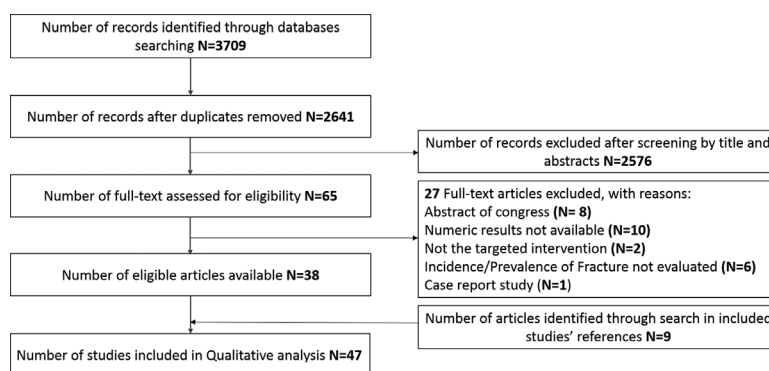 Number of records identified through databases
searching N=3709
Number of records after duplicates removed N=2641
Number of records excluded after screening by title and
abstracts N=2576
Number of full-text assessed for eligibility N=65
27 Full-text articles excluded, with reasons:
Abstract of congress (N= 8)
Numeric results not available (N=10)
Not the targeted intervention (N=2)
Incidence/Prevalence of Fracture not evaluated (N=6)
Case report study (N=1)
Number of eligible articles available N=38
Number of articles identified through search in included
studies’ references N=9
Number of studies included in Qualitative analysis N=47